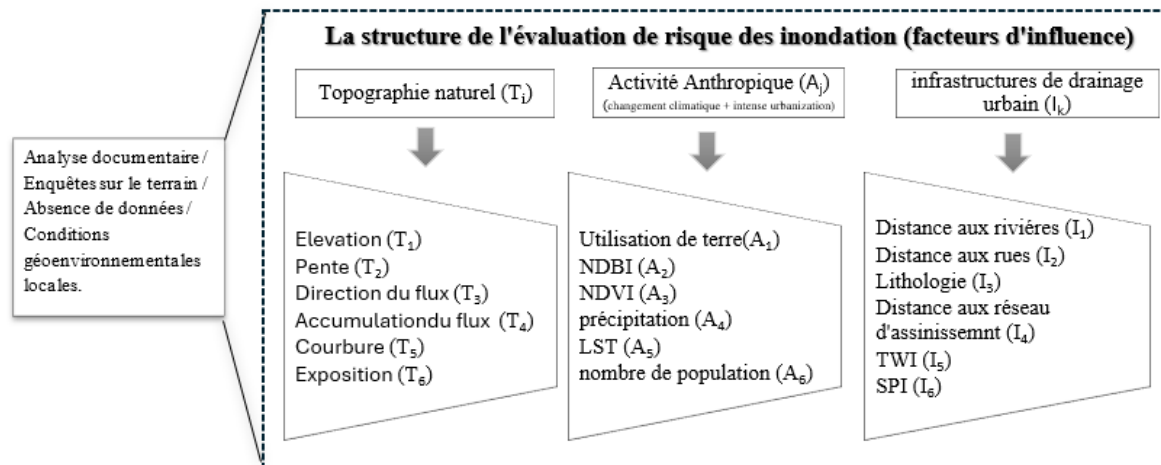 La structure de l'évaluation de risque des inondation (facteurs d'influence)
Analyse documentaire /
Enquêtes sur le terrain /
Absence de données /
Conditions
géoenvironnementales
locales.
Topographie naturel (Tᵢ)
Elevation (T₁)
Pente (T₂)
Direction du flux (T₃)
Accumulationdu flux (T₄)
Courbure (T₅)
Exposition (T₆)
Activité Anthropique (Aⱼ)
(changement climatique + intense urbanization)
Utilisation de terre(A₁)
NDBI (A₂)
NDVI (A₃)
précipitation (A₄)
LST (A₅)
nombre de population (A₆)
infrastructures de drainage
urbain (Iₖ)
Distance aux riviéres (I₁)
Distance aux rues (I₂)
Lithologie (I₃)
Distance aux réseau
d'assinissemnt (I₄)
TWI (I₅)
SPI (I₆)